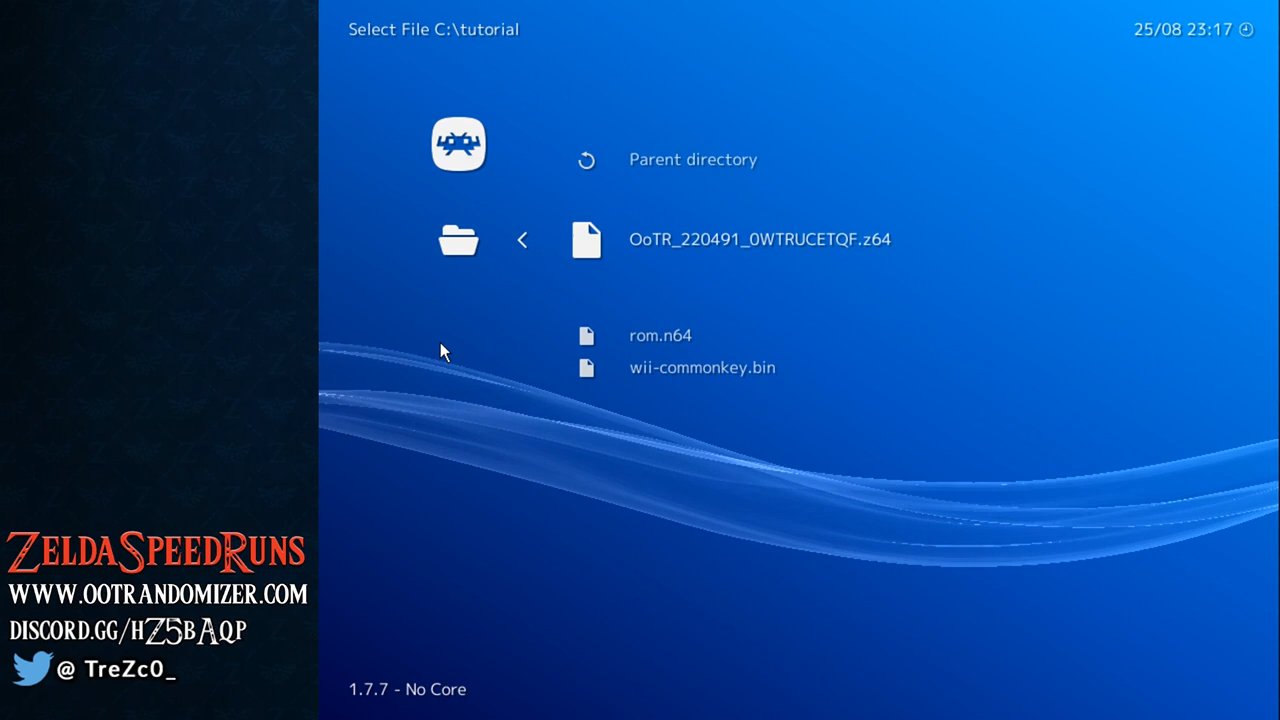 Select File C:\tutorial
25/08 23:17
Parent directory
OoTR_220491_0WTRUCETQF.z64
rom.n64
wii-commonkey.bin
1.7.7 - No Core
ZELDASPEEDRUNS
WWW.OOTRANDOMIZER.COM
DISCORD.GG/HZ5BAQP
@ TreZc0_